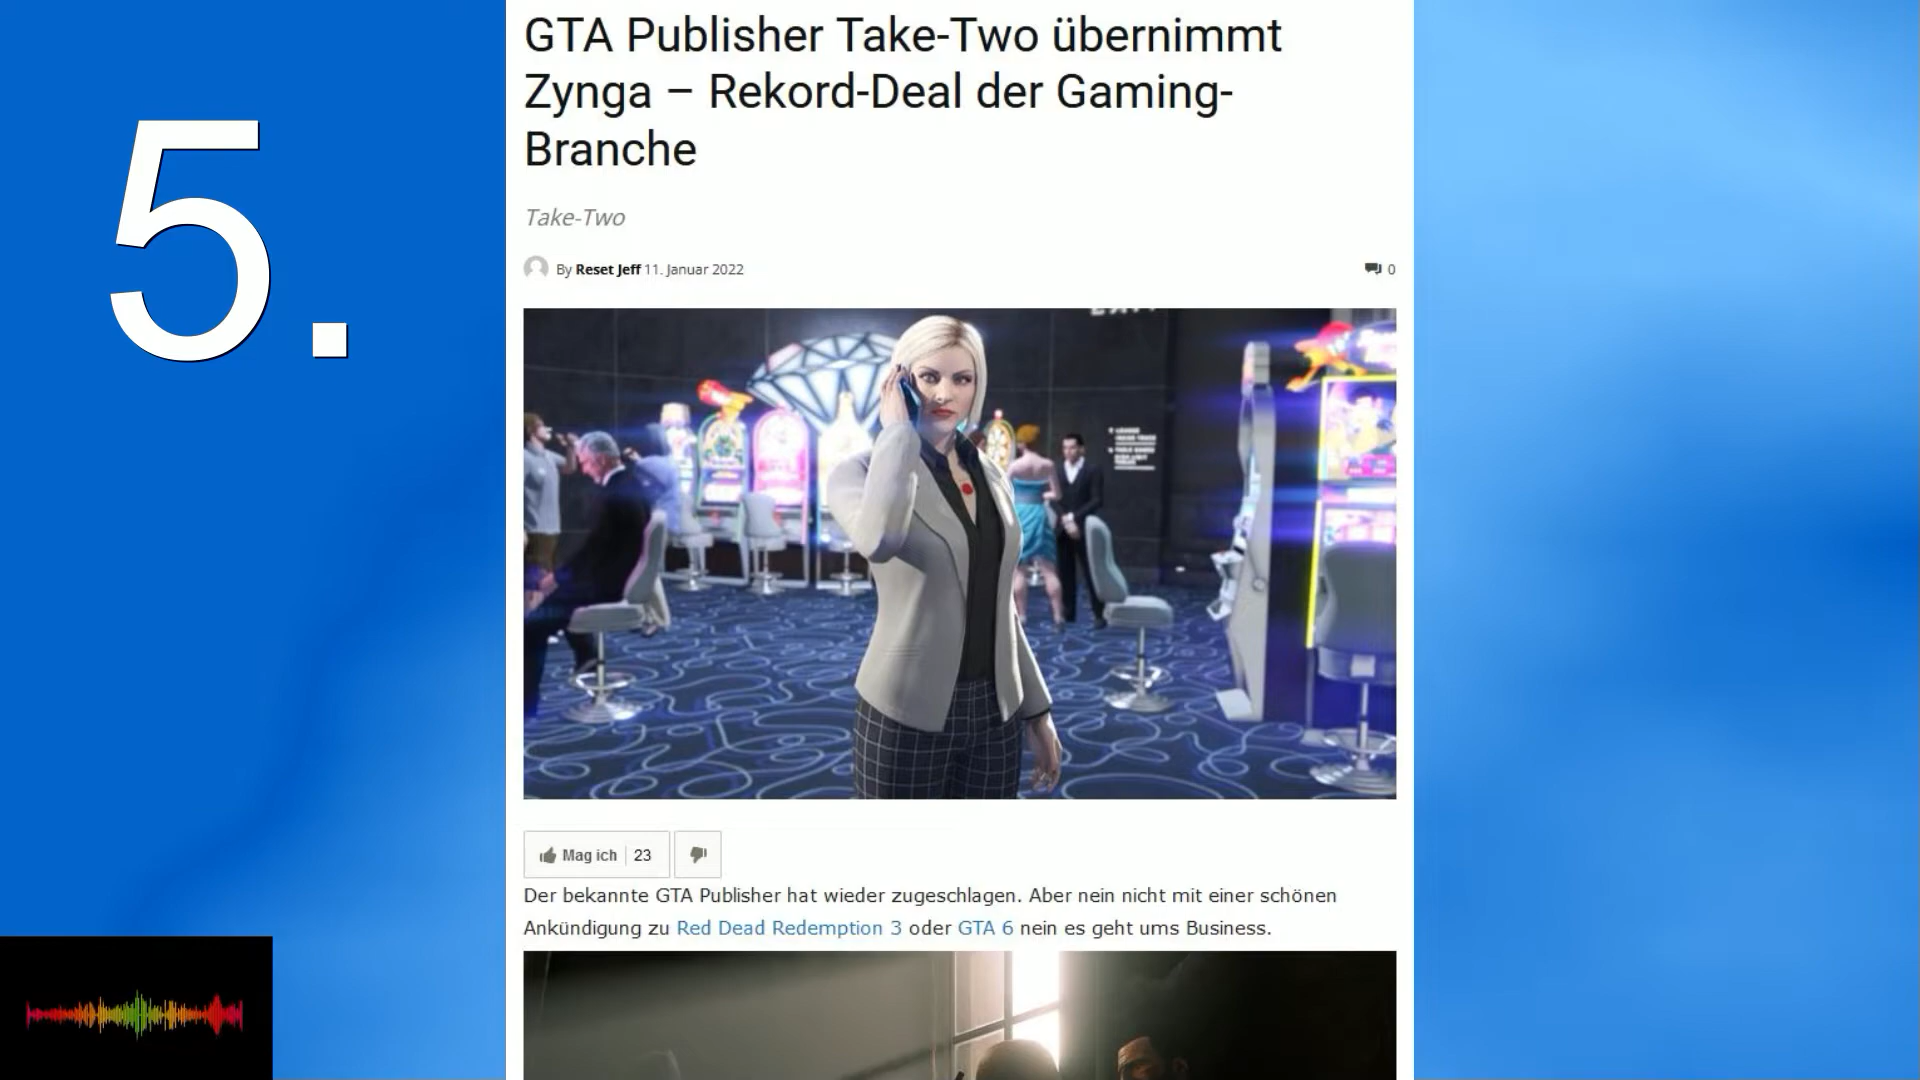 5.
GTA Publisher Take-Two übernimmt
Zynga – Rekord-Deal der Gaming-
Branche
Take-Two
By Reset Jeff 11. Januar 2022
0
Mag ich 23
Der bekannte GTA Publisher hat wieder zugeschlagen. Aber nein nicht mit einer schönen
Ankündigung zu Red Dead Redemption 3 oder GTA 6 nein es geht ums Business.